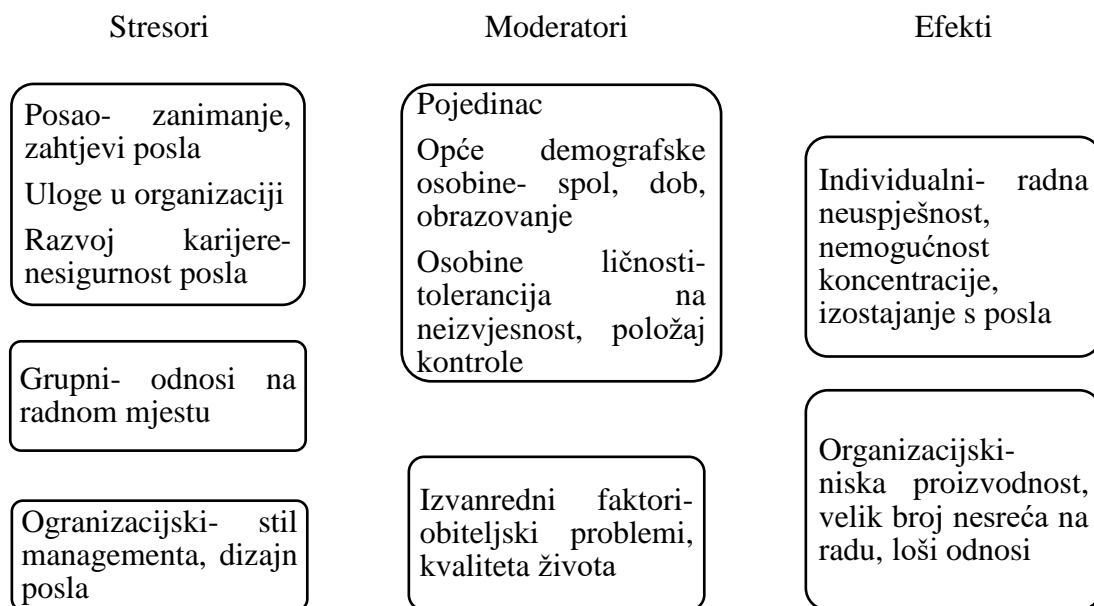 Stresori
Posao- zanimanje,
zahtjevi posla
Uloge u organizaciji
Razvoj karijere-
nesigurnost posla
Grupni- odnosi na
radnom mjestu
Ogranizacijski- stil
managementa, dizajn
posla
Moderatori
Pojedinac
Opće demografske
osobine- spol, dob,
obrazovanje
Osobine ličnosti-
tolerancija na
neizvjesnost, položaj
kontrole
Izvanredni faktori-
obiteljski problemi,
kvaliteta života
Efekti
Individualni- radna
neuspješnost,
nemogućnost
koncentracije,
izostajanje s posla
Organizacijski-
niska proizvodnost,
velik broj nesreća na
radu, loši odnosi